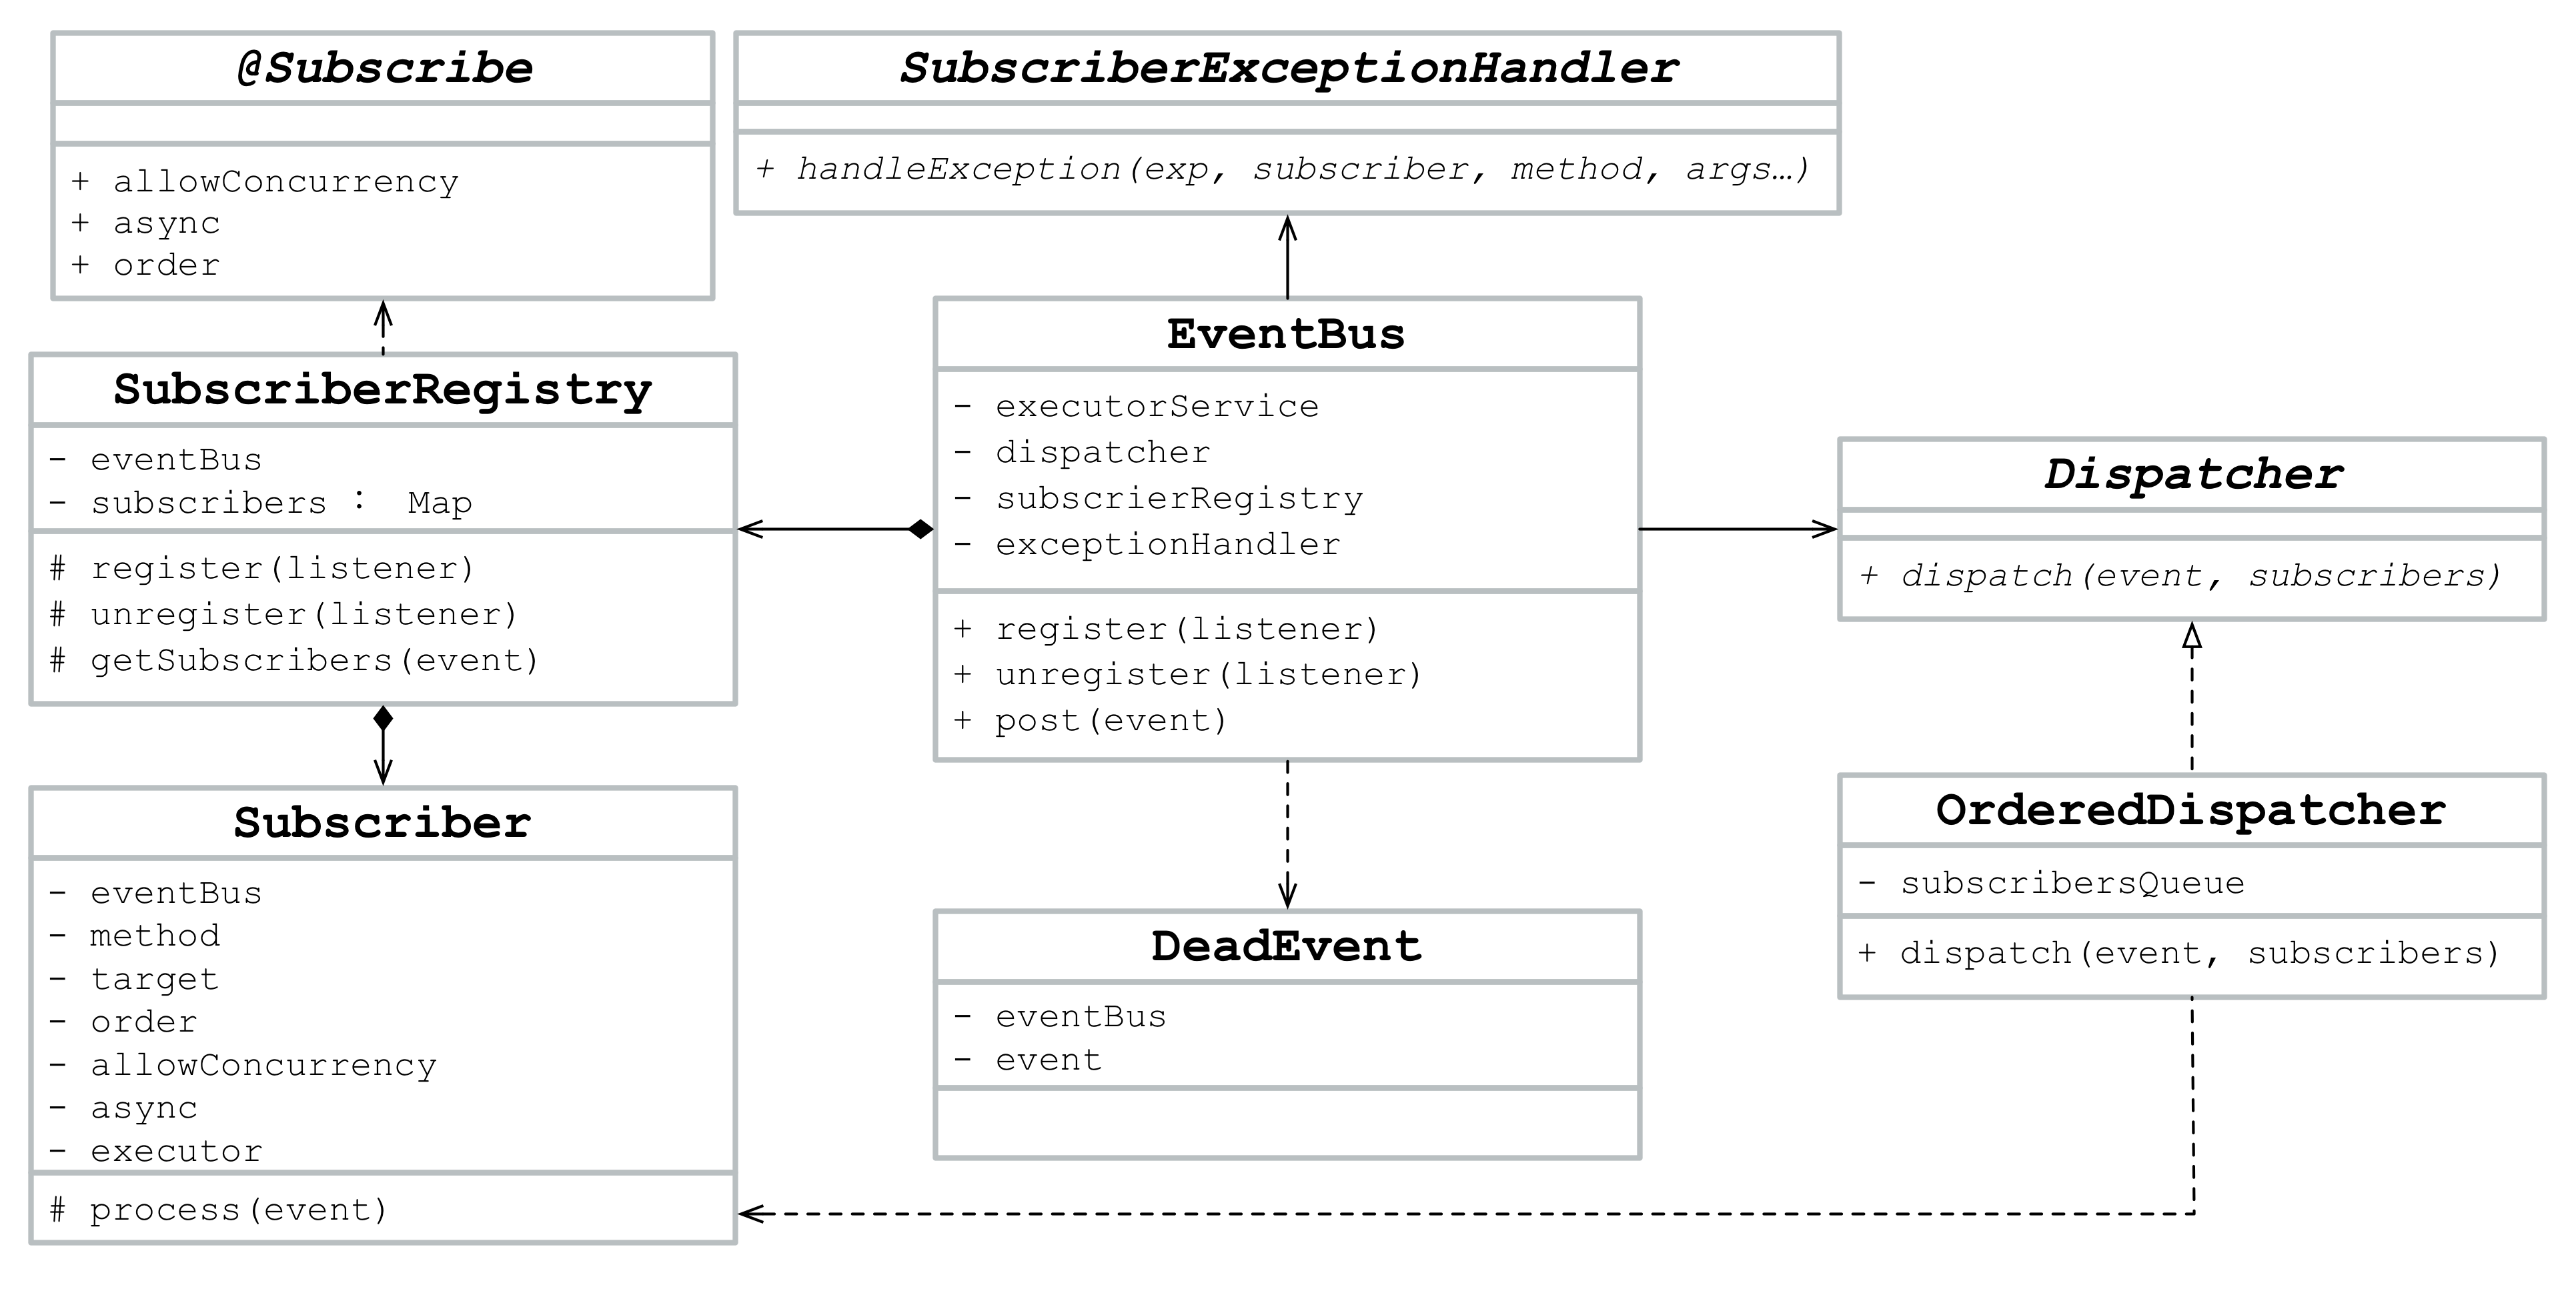 @Subscribe
+ allowConcurrency
+ async
+ order
SubscriberExceptionHandler
+ handleException(exp, subscriber, method, args…)
SubscriberRegistry
- eventBus
- subscribers : Map
# register(listener)
# unregister(listener)
# getSubscribers(event)
EventBus
- executorService
- dispatcher
- subscrierRegistry
- exceptionHandler
+ register(listener)
+ unregister(listener)
+ post(event)
Dispatcher
+ dispatch(event, subscribers)
Subscriber
- eventBus
- method
- target
- order
- allowConcurrency
- async
- executor
# process(event)
DeadEvent
- eventBus
- event
OrderedDispatcher
- subscribersQueue
+ dispatch(event, subscribers)